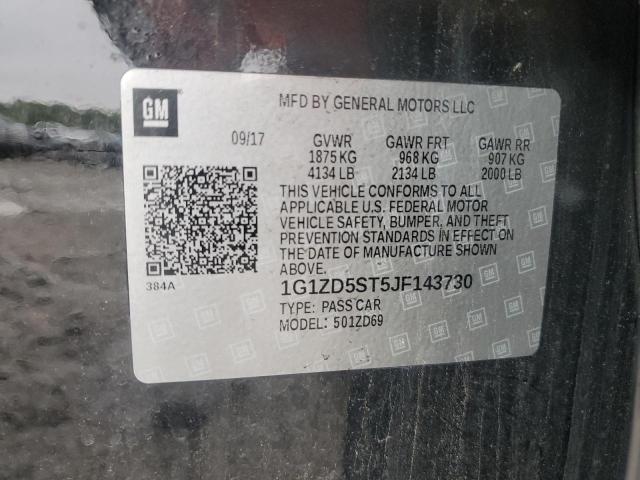 GM
MFD BY GENERAL MOTORS LLC
09/17 GVWR GAWR FRT GAWR RR
1875 KG 968 KG 907 KG
4134 LB 2134 LB 2000 LB
THIS VEHICLE CONFORMS TO ALL
APPLICABLE U.S. FEDERAL MOTOR
VEHICLE SAFETY, BUMPER, AND THEFT
PREVENTION STANDARDS IN EFFECT ON
THE DATE OF MANUFACTURE SHOWN
ABOVE.
384A
1G1ZD5ST5JF143730
TYPE: PASS CAR
MODEL: 501ZD69